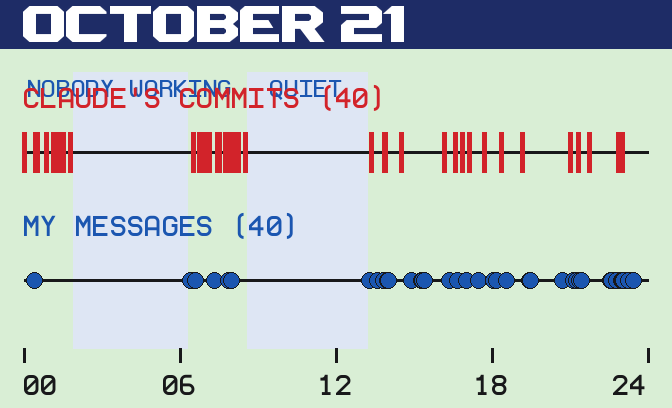 OCTOBER 21
NOBODY WORKING QUIET
CLAUDE'S COMMITS (40)
MY MESSAGES (40)
00 06 12 18 24